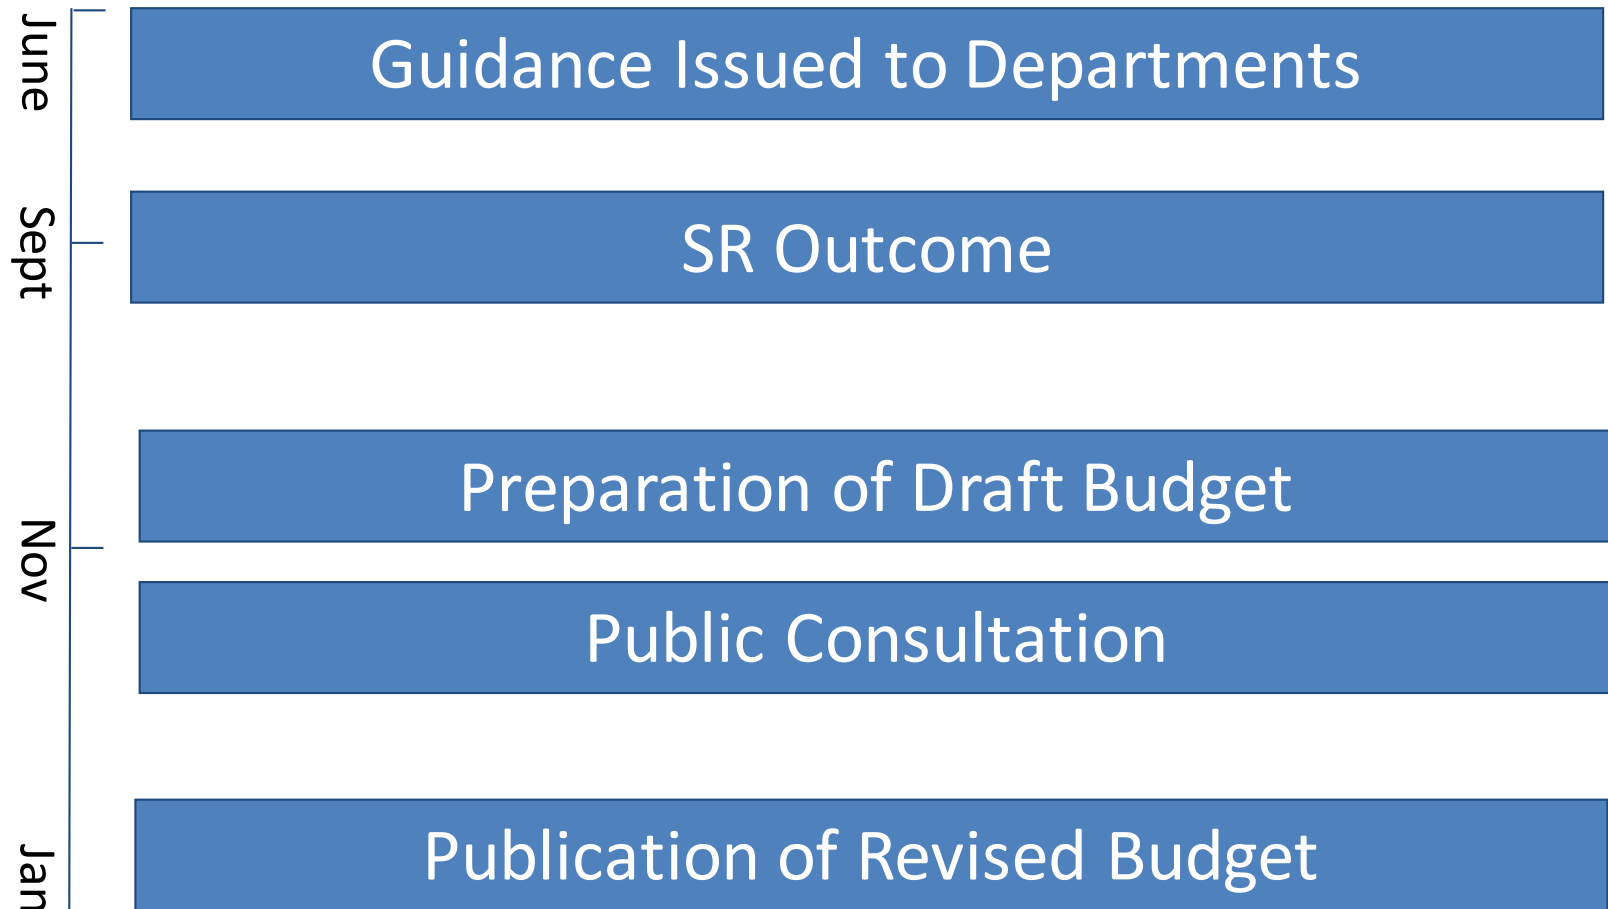 June
Guidance Issued to Departments
Sept
SR Outcome
Preparation of Draft Budget
Nov
Public Consultation
Publication of Revised Budget
Jan